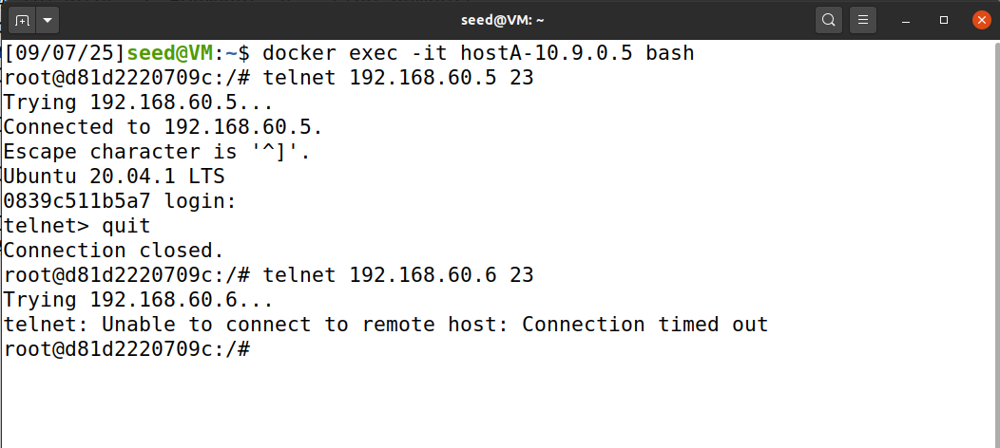 seed@VM: ~
[09/07/25]seed@VM:~$ docker exec -it hostA-10.9.0.5 bash
root@d81d2220709c:/# telnet 192.168.60.5 23
Trying 192.168.60.5...
Connected to 192.168.60.5.
Escape character is '^]'.
Ubuntu 20.04.1 LTS
0839c511b5a7 login:
telnet> quit
Connection closed.
root@d81d2220709c:/# telnet 192.168.60.6 23
Trying 192.168.60.6...
telnet: Unable to connect to remote host: Connection timed out
root@d81d2220709c:/#